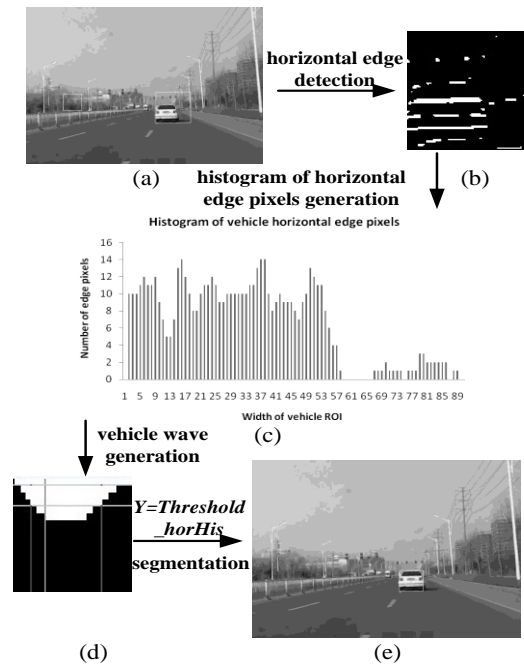 horizontal edge
detection
(a)
(b)
histogram of horizontal
edge pixels generation
Histogram of vehicle horizontal edge pixels
Number of edge pixels
16
14
12
10
8
6
4
2
0
1 5 9 13 17 21 25 29 33 37 41 45 49 53 57 61 65 69 73 77 81 85 89
Width of vehicle ROI
(c)
vehicle wave
generation
Y=Threshold
_horHis
segmentation
(d)
(e)